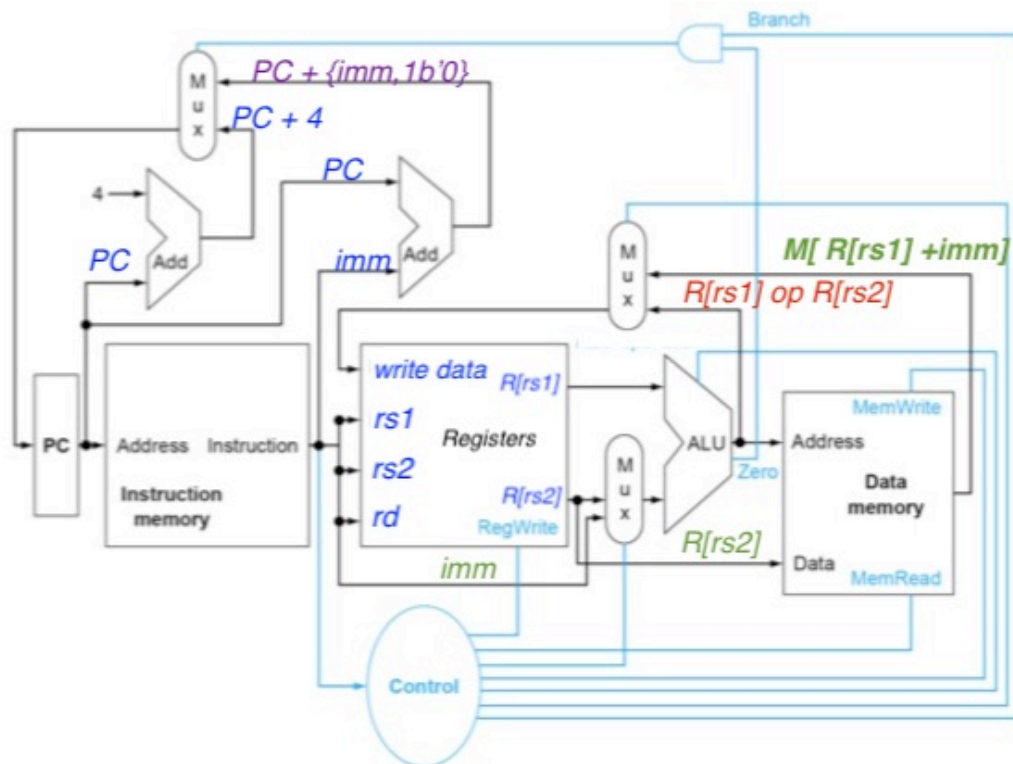 Branch
PC + {imm,1b'0}
M
u
x
PC + 4
PC
4
Add
Add
PC
imm
M
u
x
M[ R[rs1] +imm]
R[rs1] op R[rs2]
write data
R[rs1]
rs1
Registers
rs2
R[rs2]
rd
RegWrite
PC
Address
Instruction
Instruction
memory
M
u
x
ALU
Zero
MemWrite
Address
Data
memory
Data
MemRead
R[rs2]
imm
Control